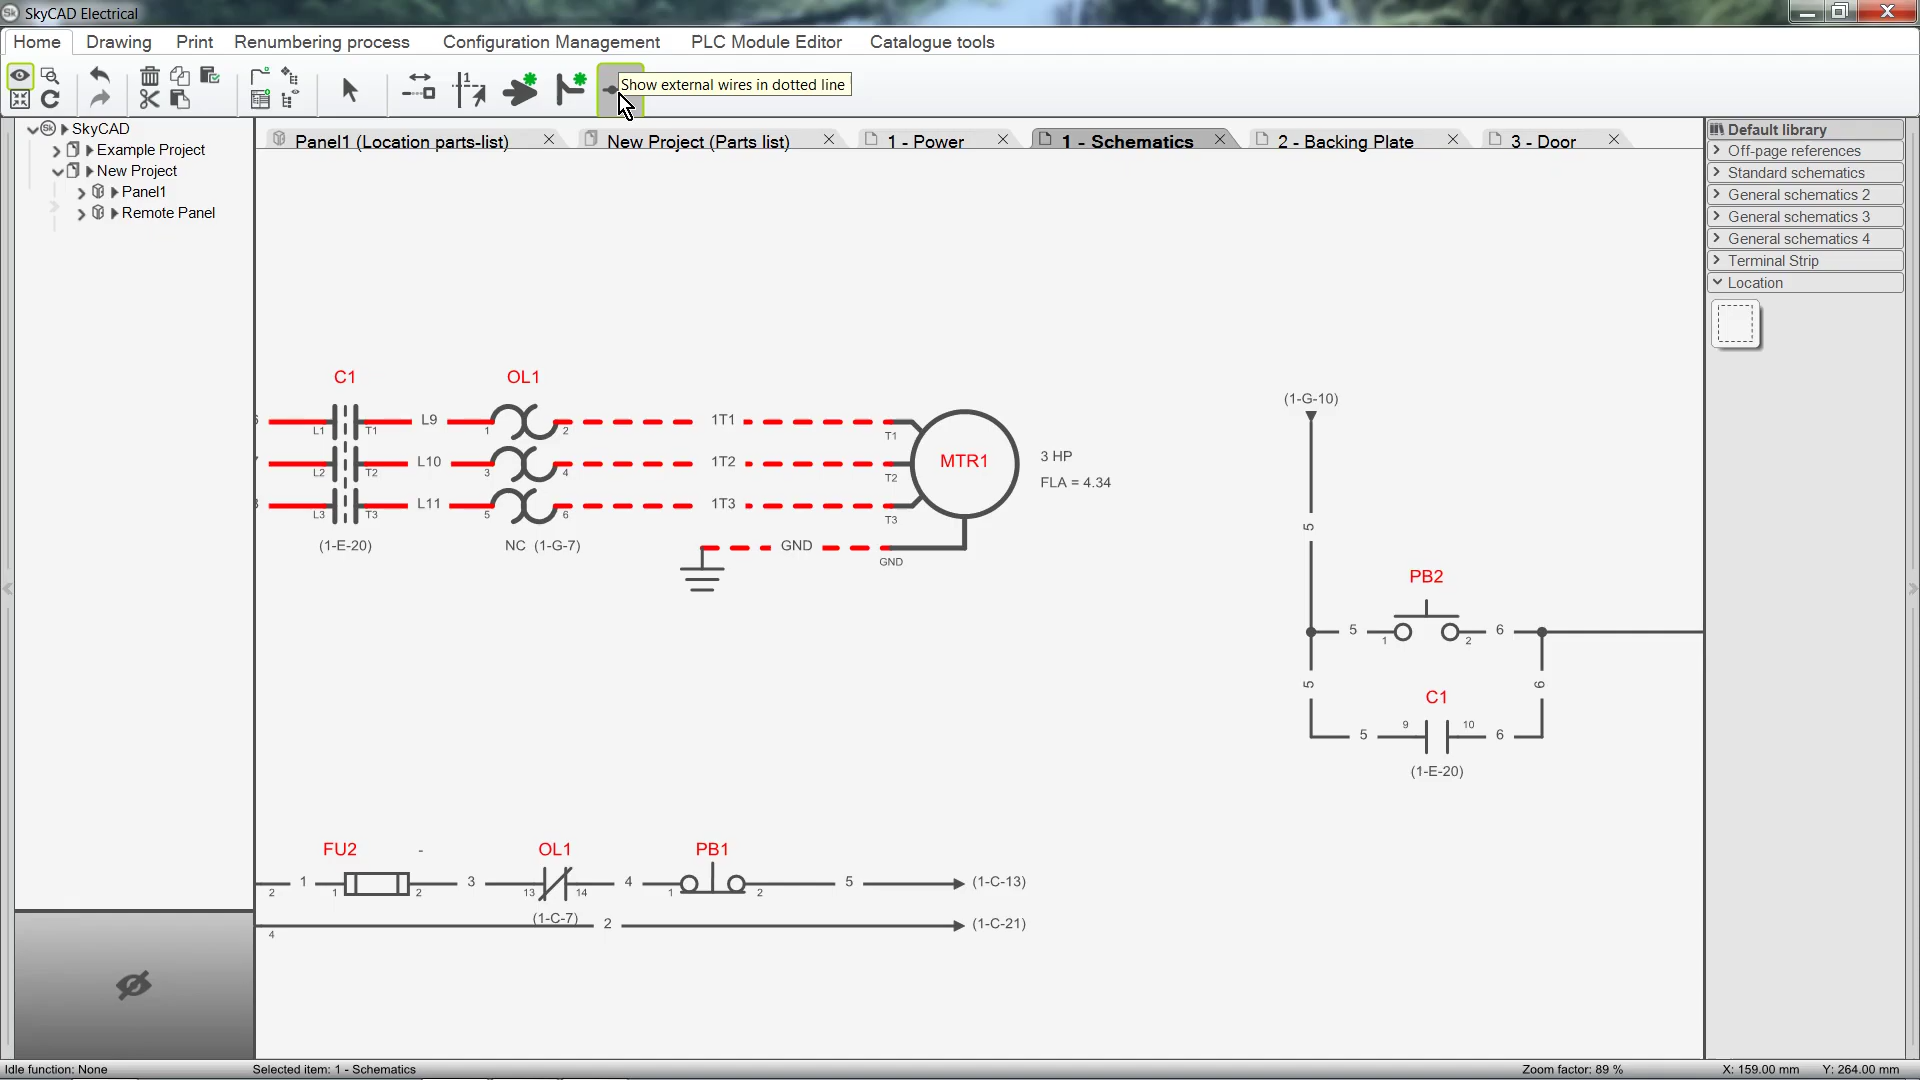 SkyCAD Electrical
Home Drawing Print Renumbering process Configuration Management PLC Module Editor Catalogue tools
Show external wires in dotted line
SkyCAD
Example Project
New Project
Panel1
Remote Panel
Panel1 (Location parts-list) New Project (Parts list) 1 - Power 1 - Schematics 2 - Backing Plate 3 - Door
Default library
Off-page references
Standard schematics
General schematics 2
General schematics 3
General schematics 4
Terminal Strip
Location
C1 OL1
L1 T1 L9 1 2 1T1 T1
L2 T2 L10 3 4 1T2 T2
L3 T3 L11 5 6 1T3 T3
MTR1
3 HP
FLA = 4.34
(1-E-20) NC (1-G-7) GND GND
(1-G-10)
5
PB2
5 1 2 6
5 6
C1
5 9 10 6
(1-E-20)
FU2 - OL1 PB1
2 1 1 2 3 13 14 4 1 2 5 (1-C-13)
(1-C-7)
4 2 (1-C-21)
Idle function: None Selected item: 1 - Schematics Zoom factor: 89 % X: 159.00 mm Y: 264.00 mm